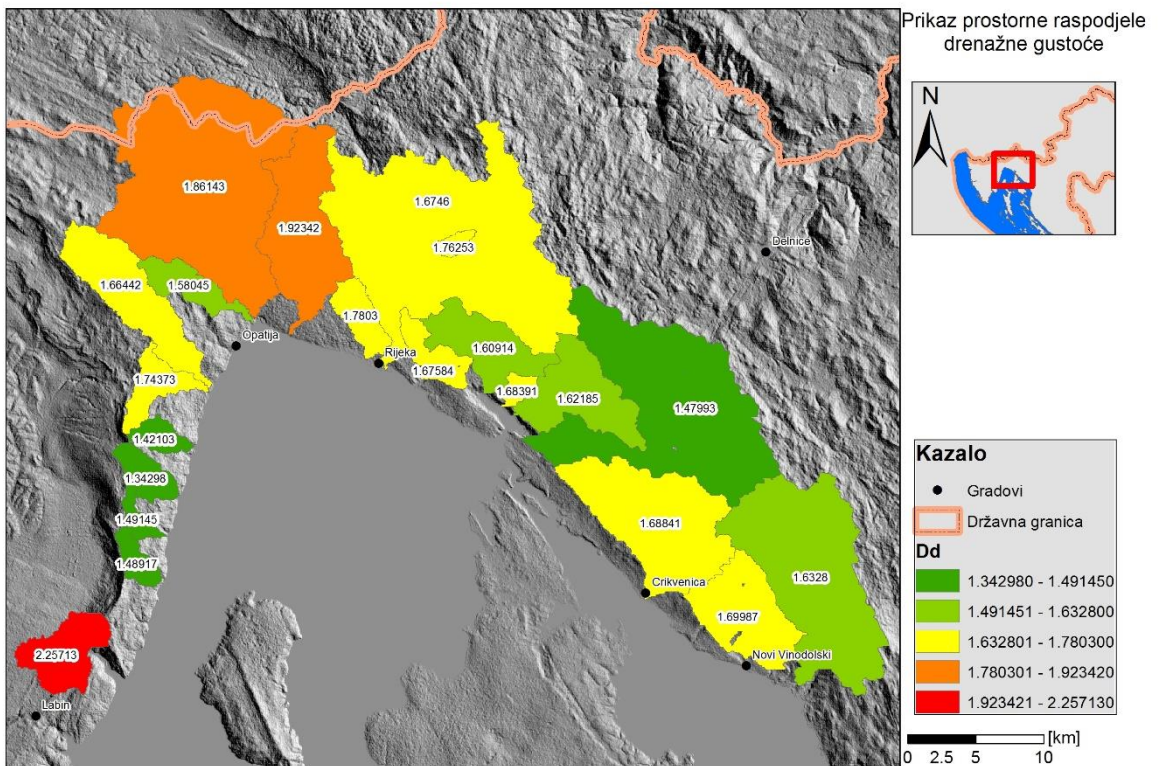 Prikaz prostorne raspodjele
drenažne gustoće
N
1.86143
1.92342
1.6746
1.76253
Delnice
1.66442
1.58045
1.7803
Opatija
Rijeka
1.60914
1.67584
1.74373
1.68391
1.62185
1.47993
1.42103
1.34298
1.49145
1.68841
1.48917
1.6328
Crikvenica
1.69987
2.25713
Novi Vinodolski
Labin
Kazalo
Gradovi
Državna granica
Dd
1.342980 - 1.491450
1.491451 - 1.632800
1.632801 - 1.780300
1.780301 - 1.923420
1.923421 - 2.257130
[km]
0 2.5 5 10